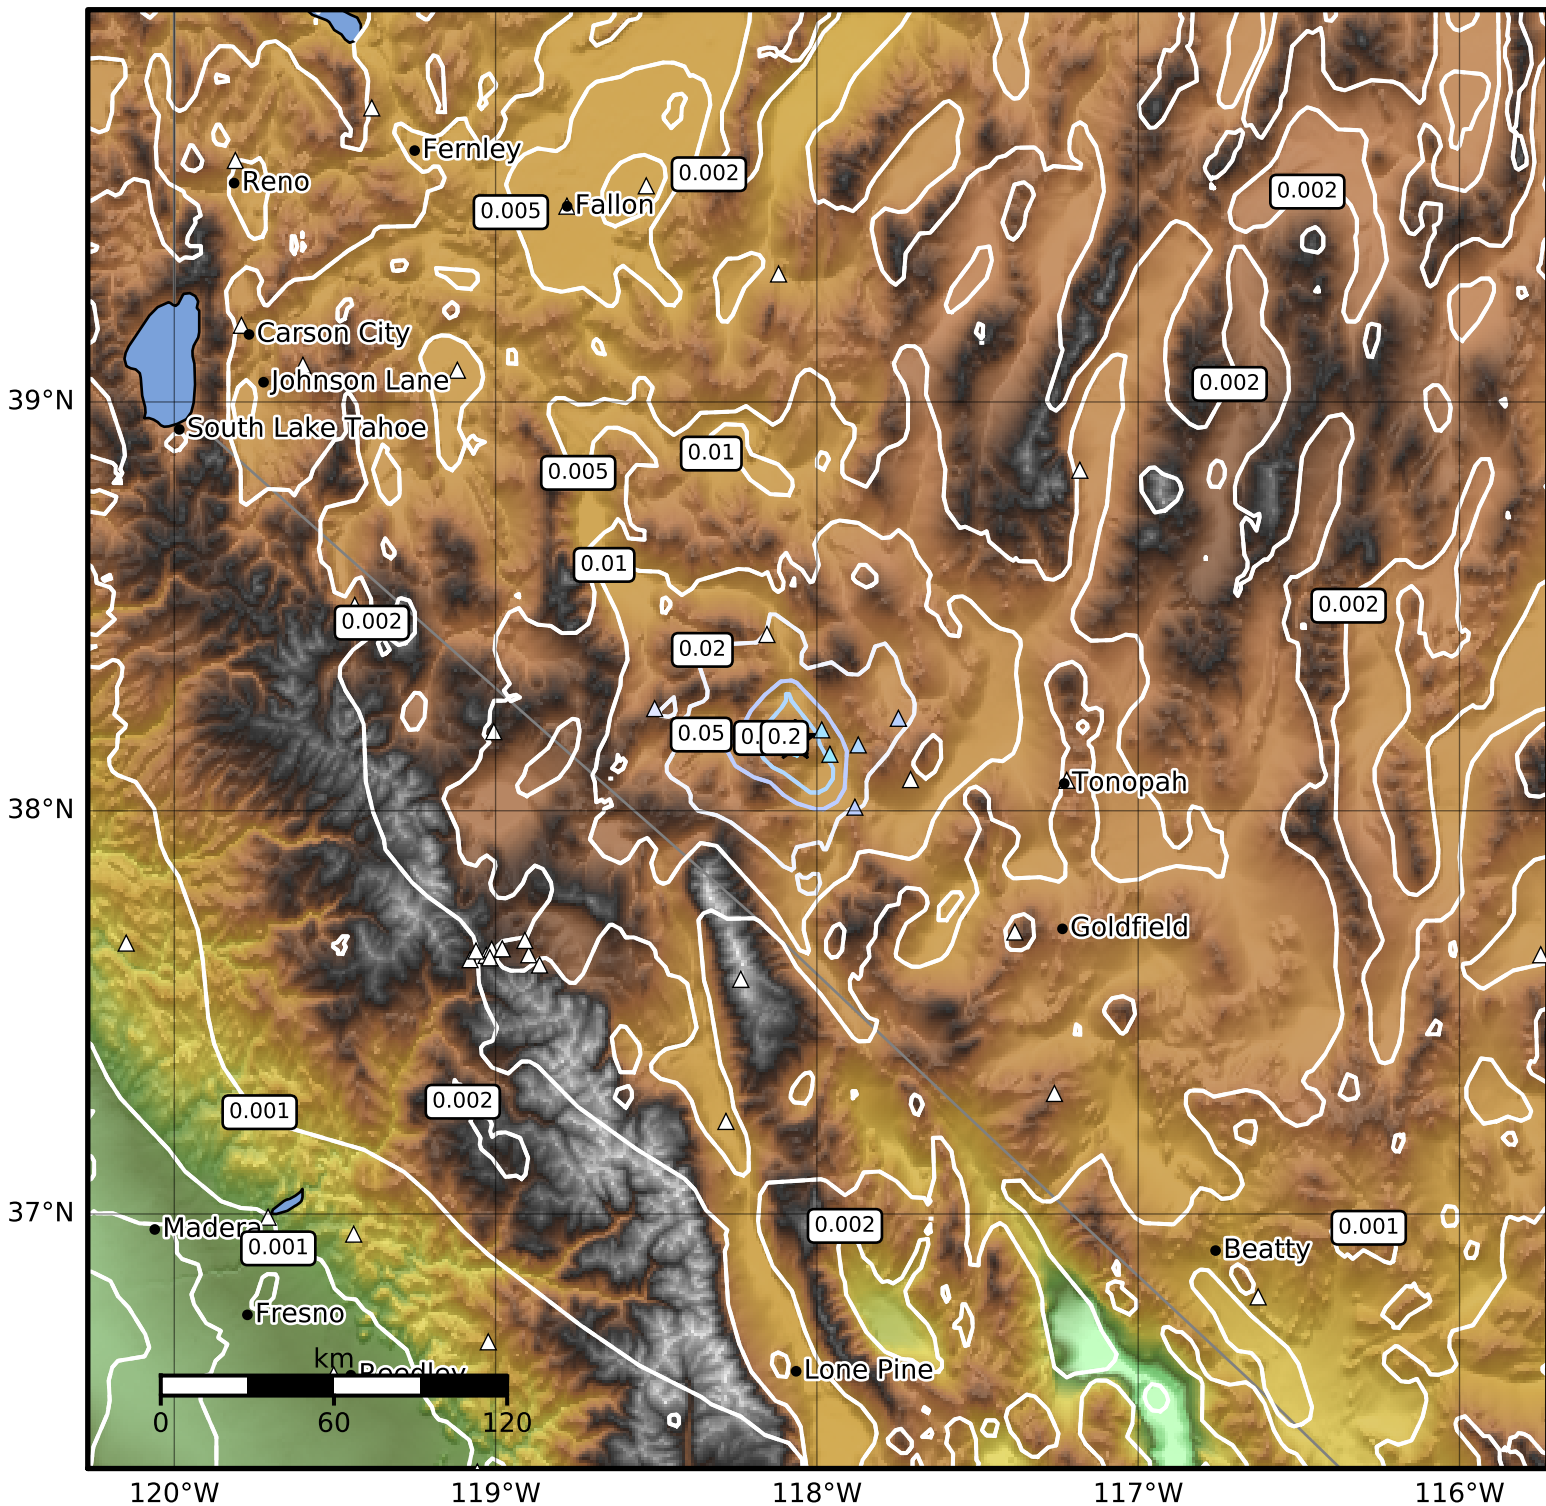 Fernley
Reno
0.002
0.002
0.005
Fallon
Carson City
Johnson Lane
0.002
39°N
South Lake Tahoe
0.01
0.005
0.01
0.002
0.002
0.02
0.05
0.2
Tonopah
38°N
Goldfield
0.001
0.002
37°N
Madera
0.002
0.001
0.001
Beatty
Fresno
km
Reedley
Lone Pine
0 60 120
120°W 119°W 118°W 117°W 116°W